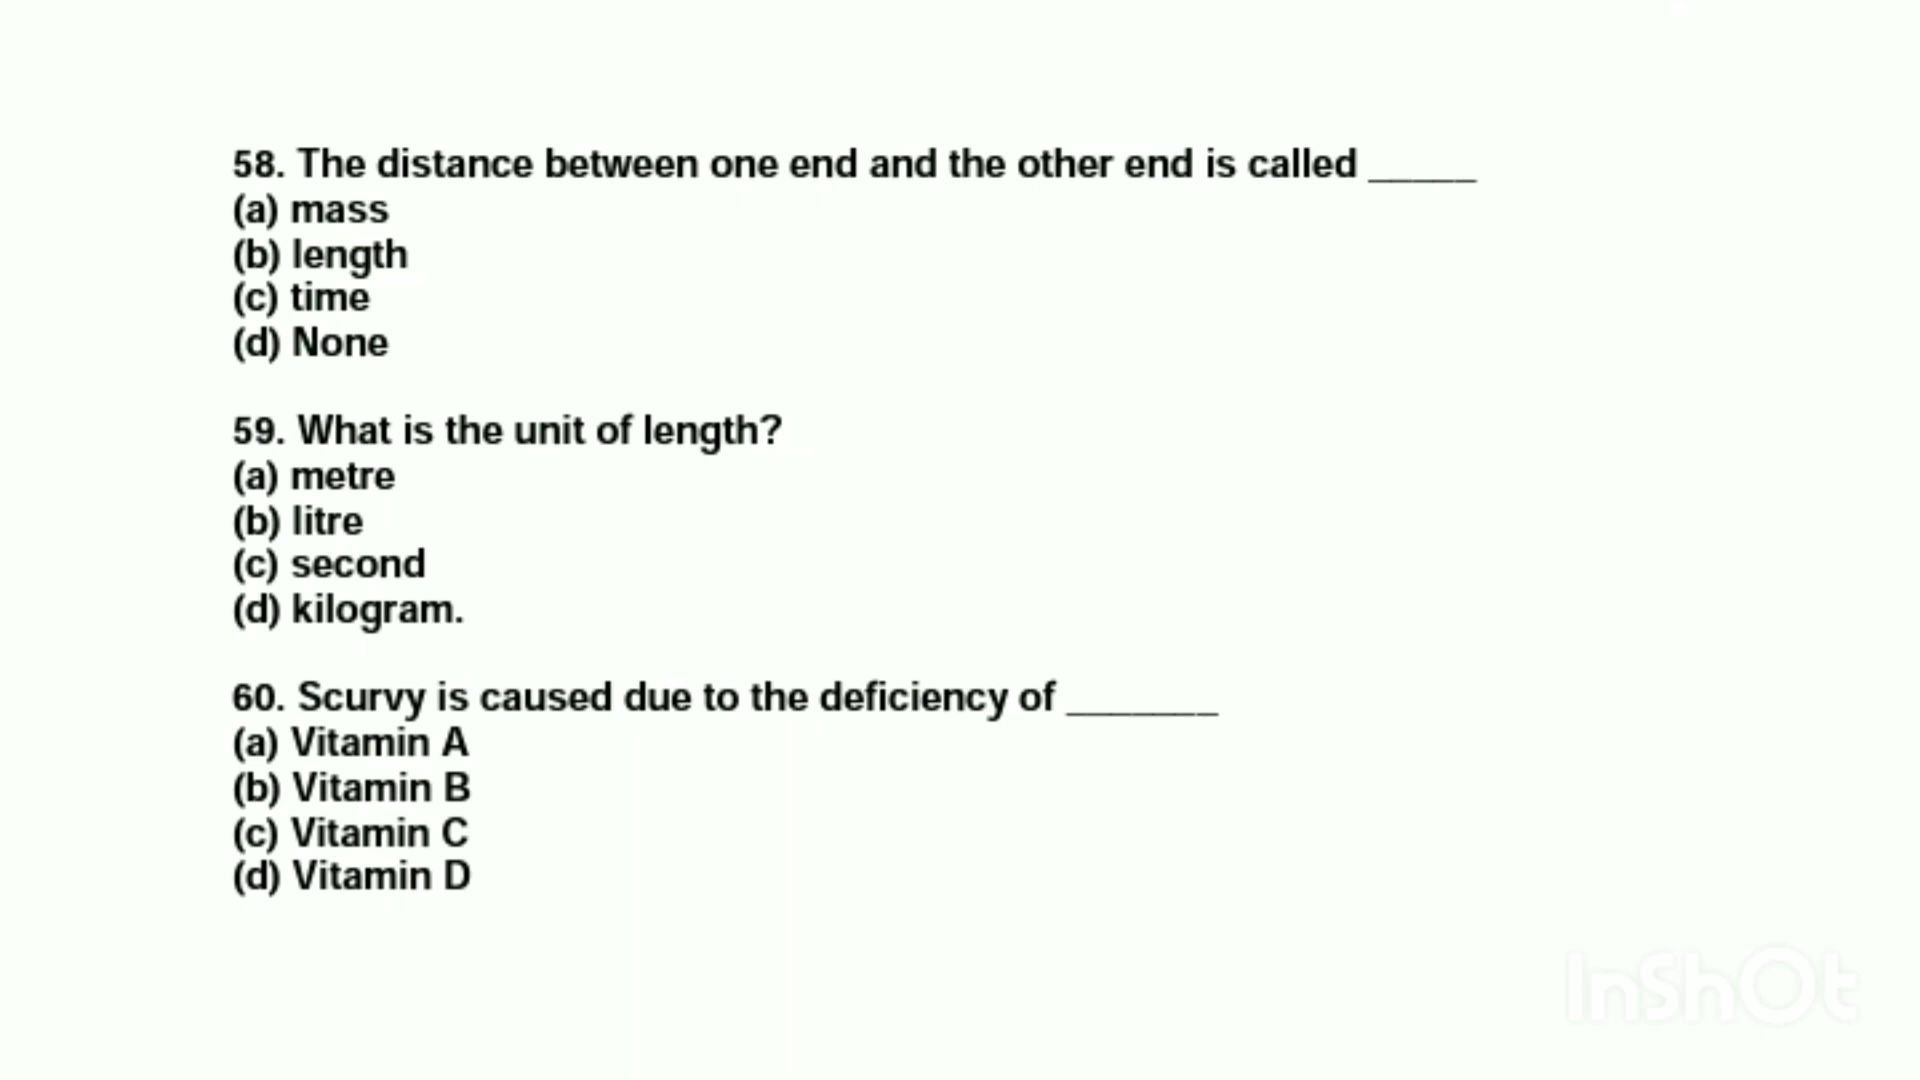 58. The distance between one end and the other end is called _____
(a) mass
(b) length
(c) time
(d) None
59. What is the unit of length?
(a) metre
(b) litre
(c) second
(d) kilogram.
60. Scurvy is caused due to the deficiency of _______
(a) Vitamin A
(b) Vitamin B
(c) Vitamin C
(d) Vitamin D
InShOt